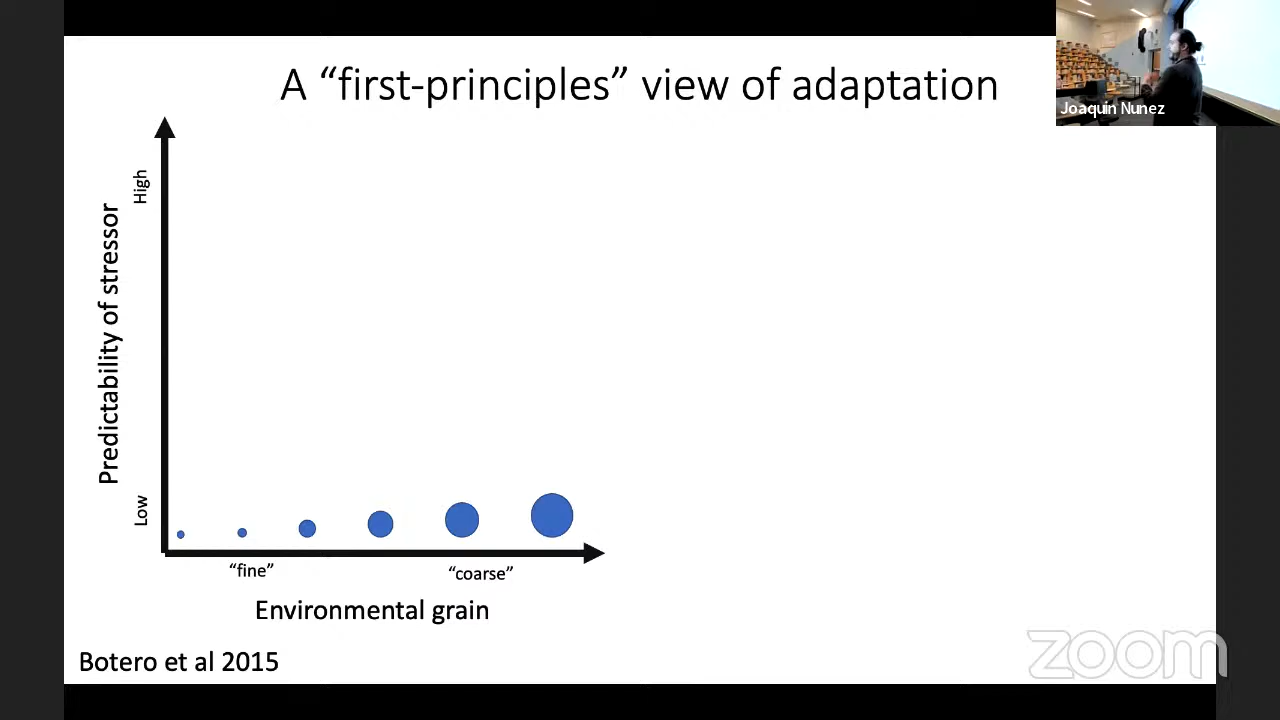 A “first-principles” view of adaptation
Joaquin Nunez
High
Predictability of stressor
Low
“fine”
“coarse”
Environmental grain
Botero et al 2015
zoom